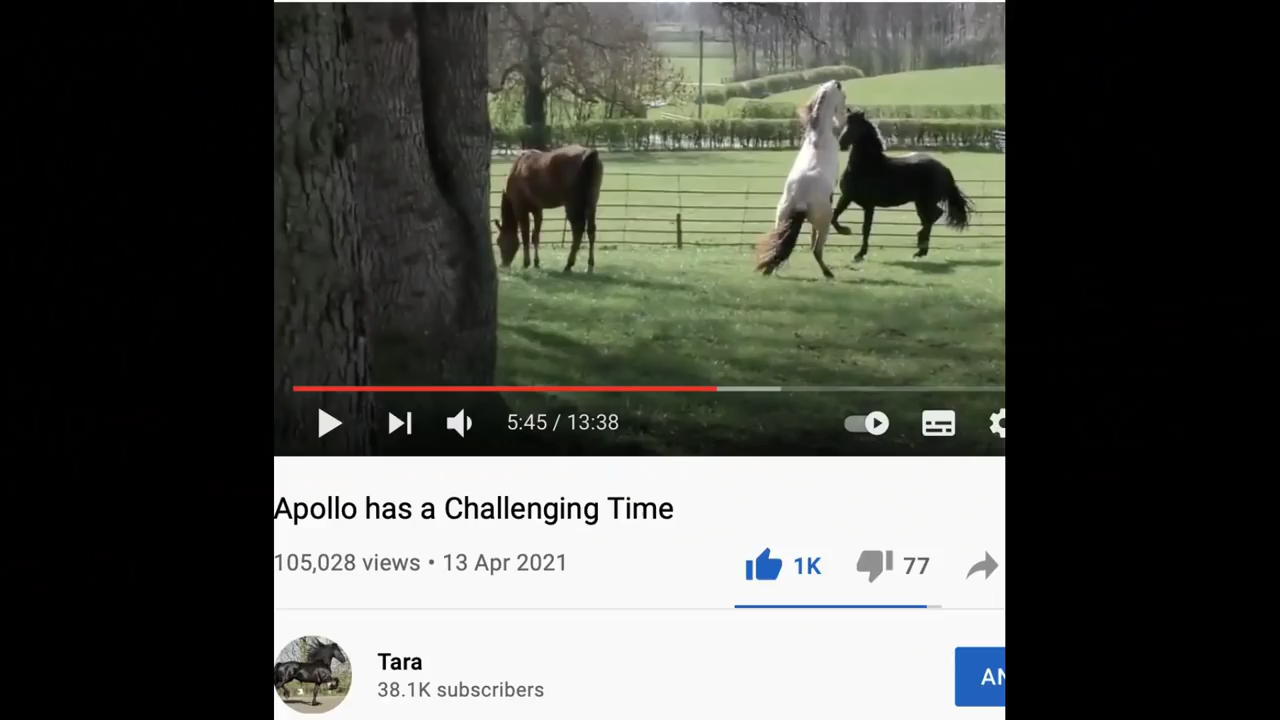 5:45 / 13:38
Apollo has a Challenging Time
105,028 views • 13 Apr 2021
1K
77
Tara
38.1K subscribers
AN